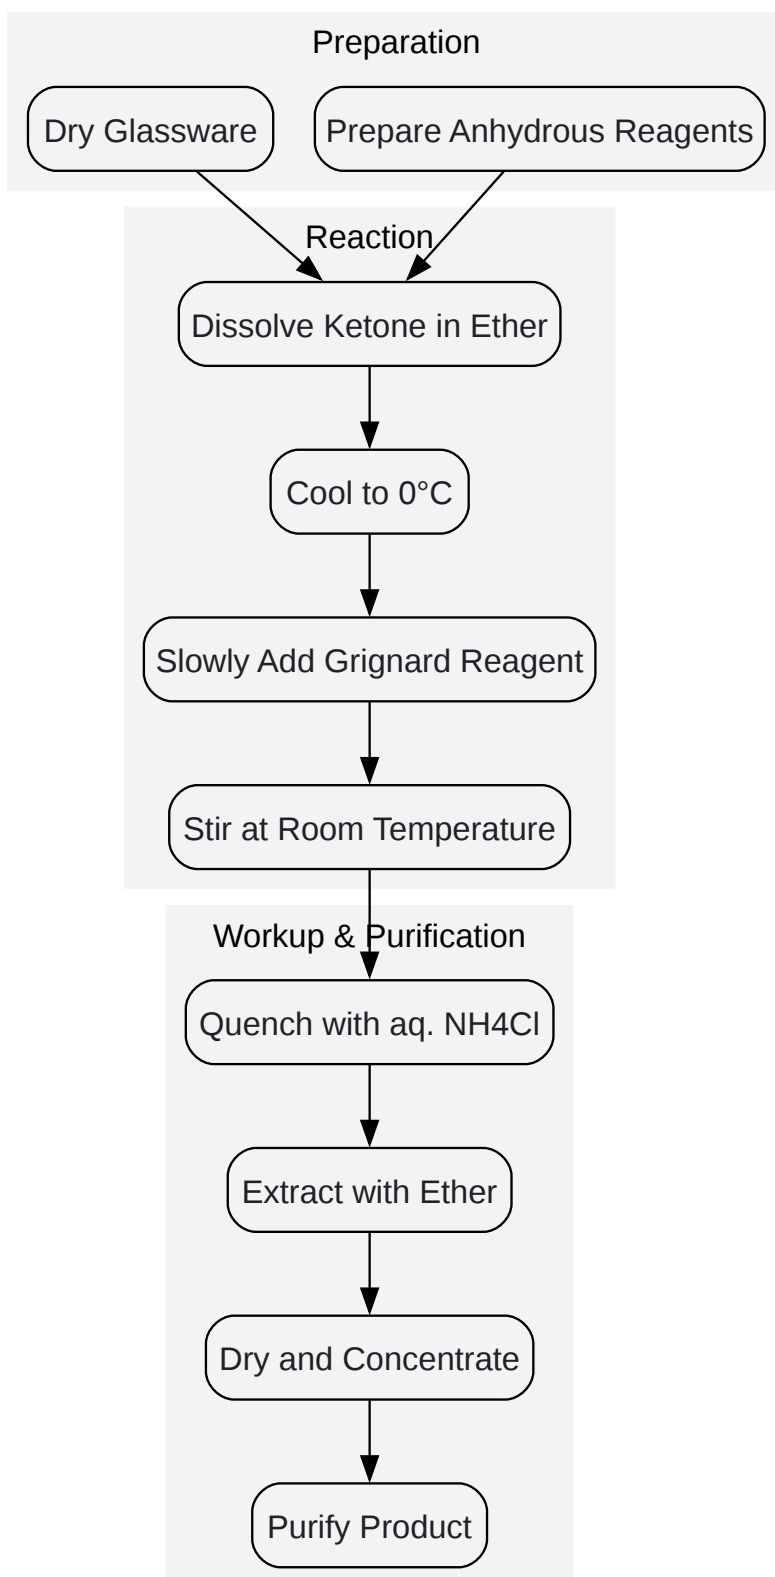 Preparation
Dry Glassware
Prepare Anhydrous Reagents
Reaction
Dissolve Ketone in Ether
Cool to 0°C
Slowly Add Grignard Reagent
Stir at Room Temperature
Workup & Purification
Quench with aq. NH4Cl
Extract with Ether
Dry and Concentrate
Purify Product